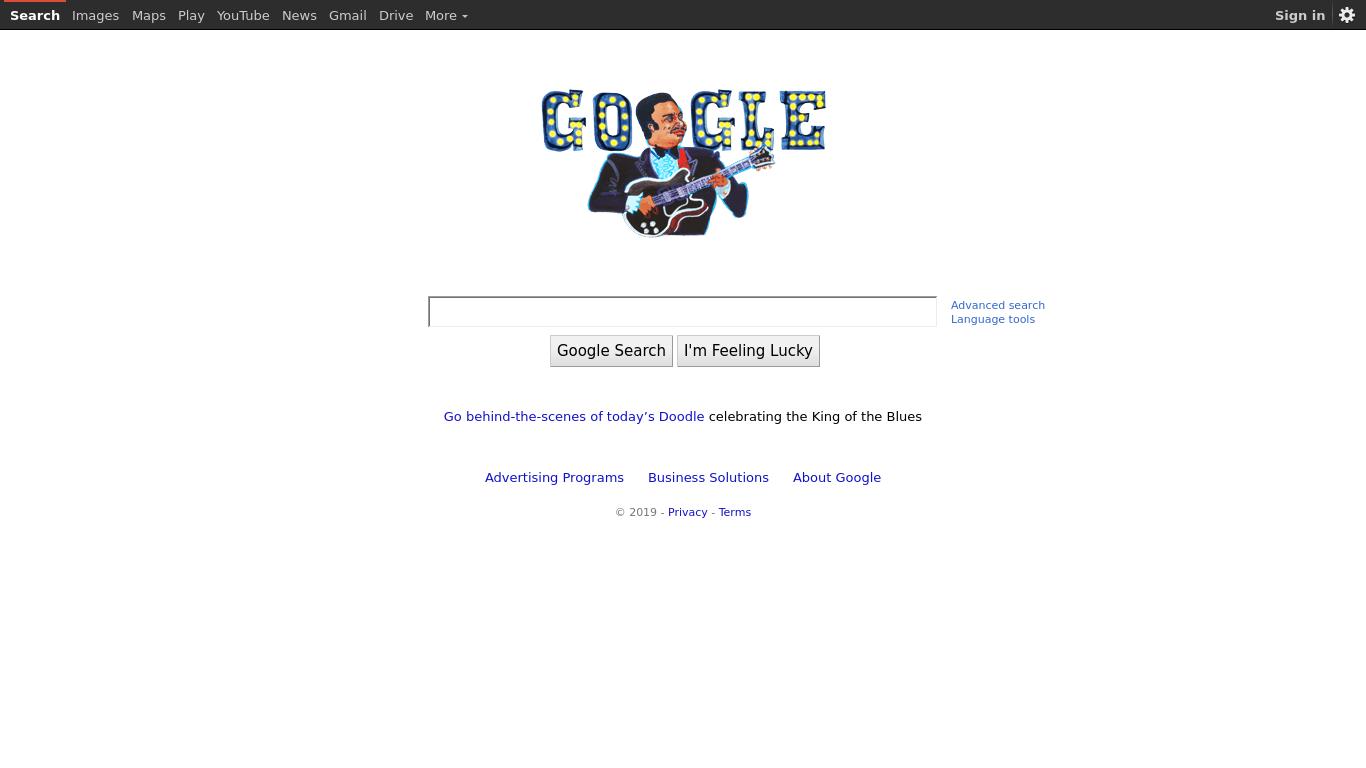 Search Images Maps Play YouTube News Gmail Drive More Sign in
GOOGLE
Advanced search
Language tools
Google Search I'm Feeling Lucky
Go behind-the-scenes of today’s Doodle celebrating the King of the Blues
Advertising Programs Business Solutions About Google
© 2019 - Privacy - Terms